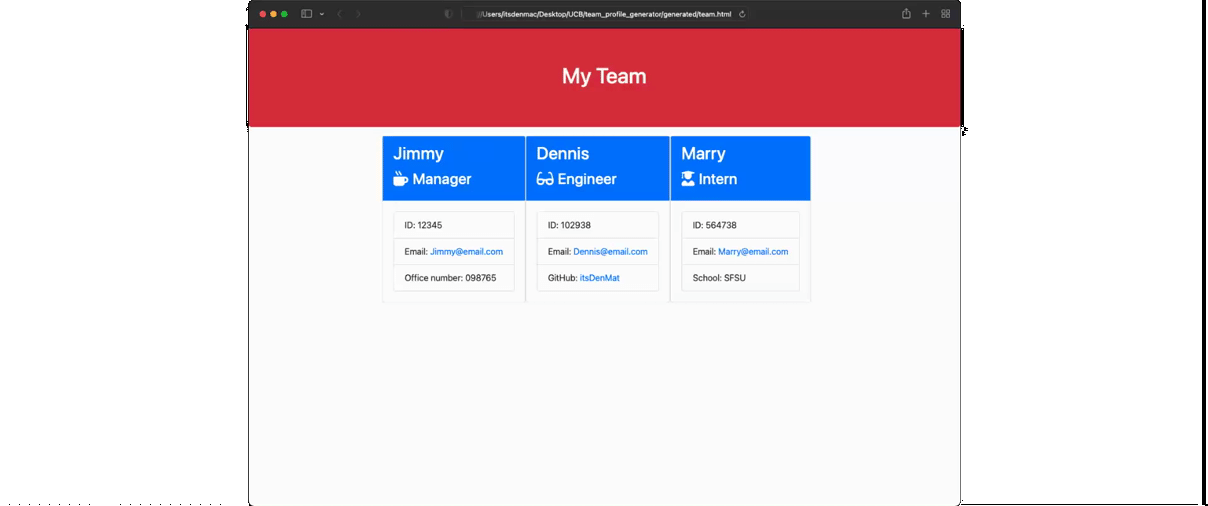 /Users/itsdenmac/Desktop/UCB/team_profile_generator/generated/team.html
My Team
Jimmy
Manager
ID: 12345
Email: Jimmy@email.com
Office number: 098765
Dennis
Engineer
ID: 102938
Email: Dennis@email.com
GitHub: itsDenMat
Marry
Intern
ID: 564738
Email: Marry@email.com
School: SFSU